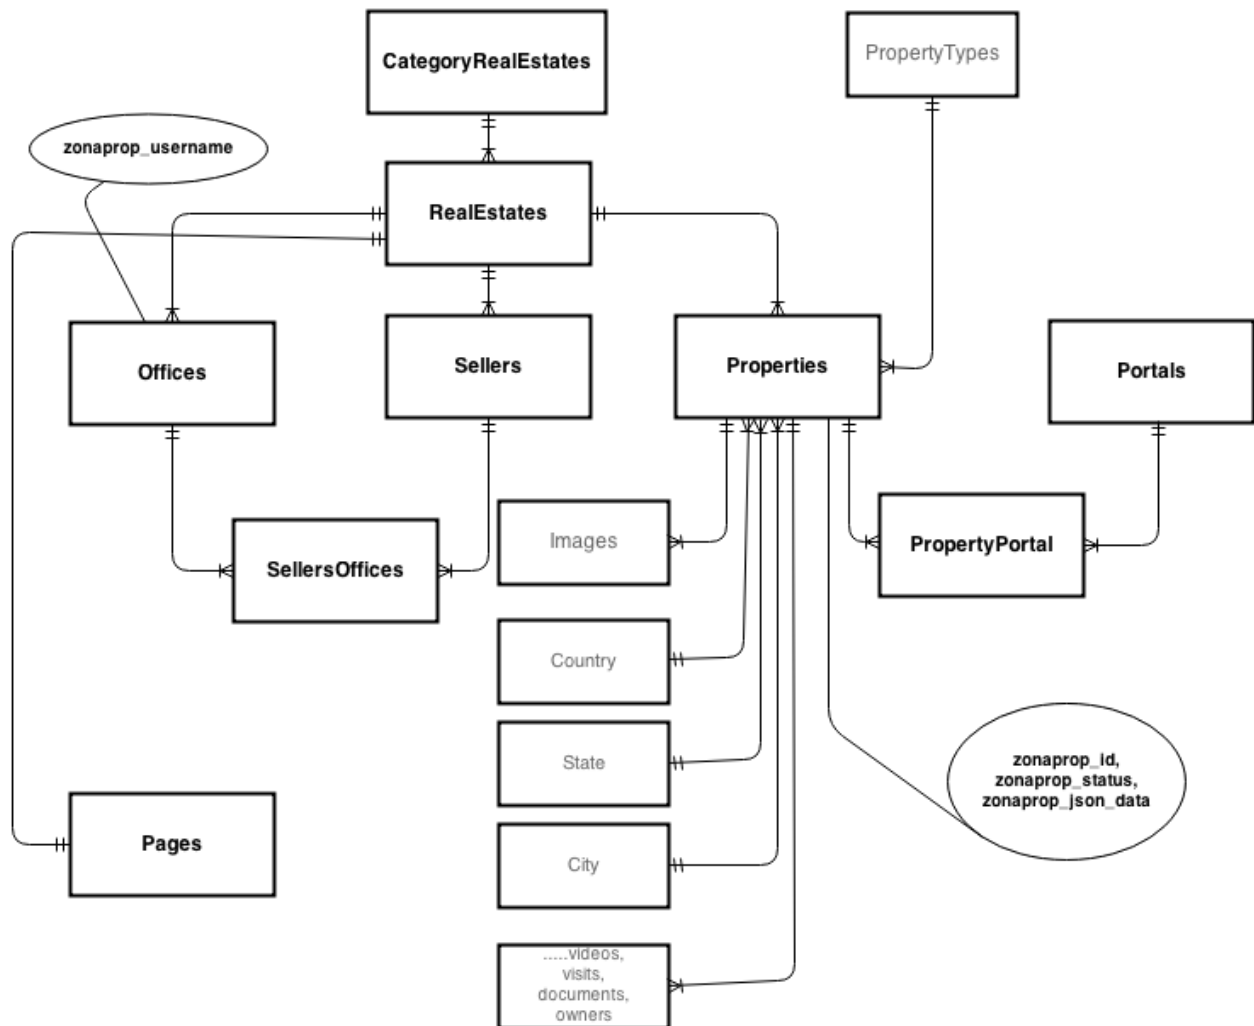 CategoryRealEstates
PropertyTypes
zonaprop_username
RealEstates
Offices
Sellers
Properties
Portals
Images
PropertyPortal
SellersOffices
Country
State
zonaprop_id,
zonaprop_status,
zonaprop_json_data
Pages
City
.....videos,
visits,
documents,
owners